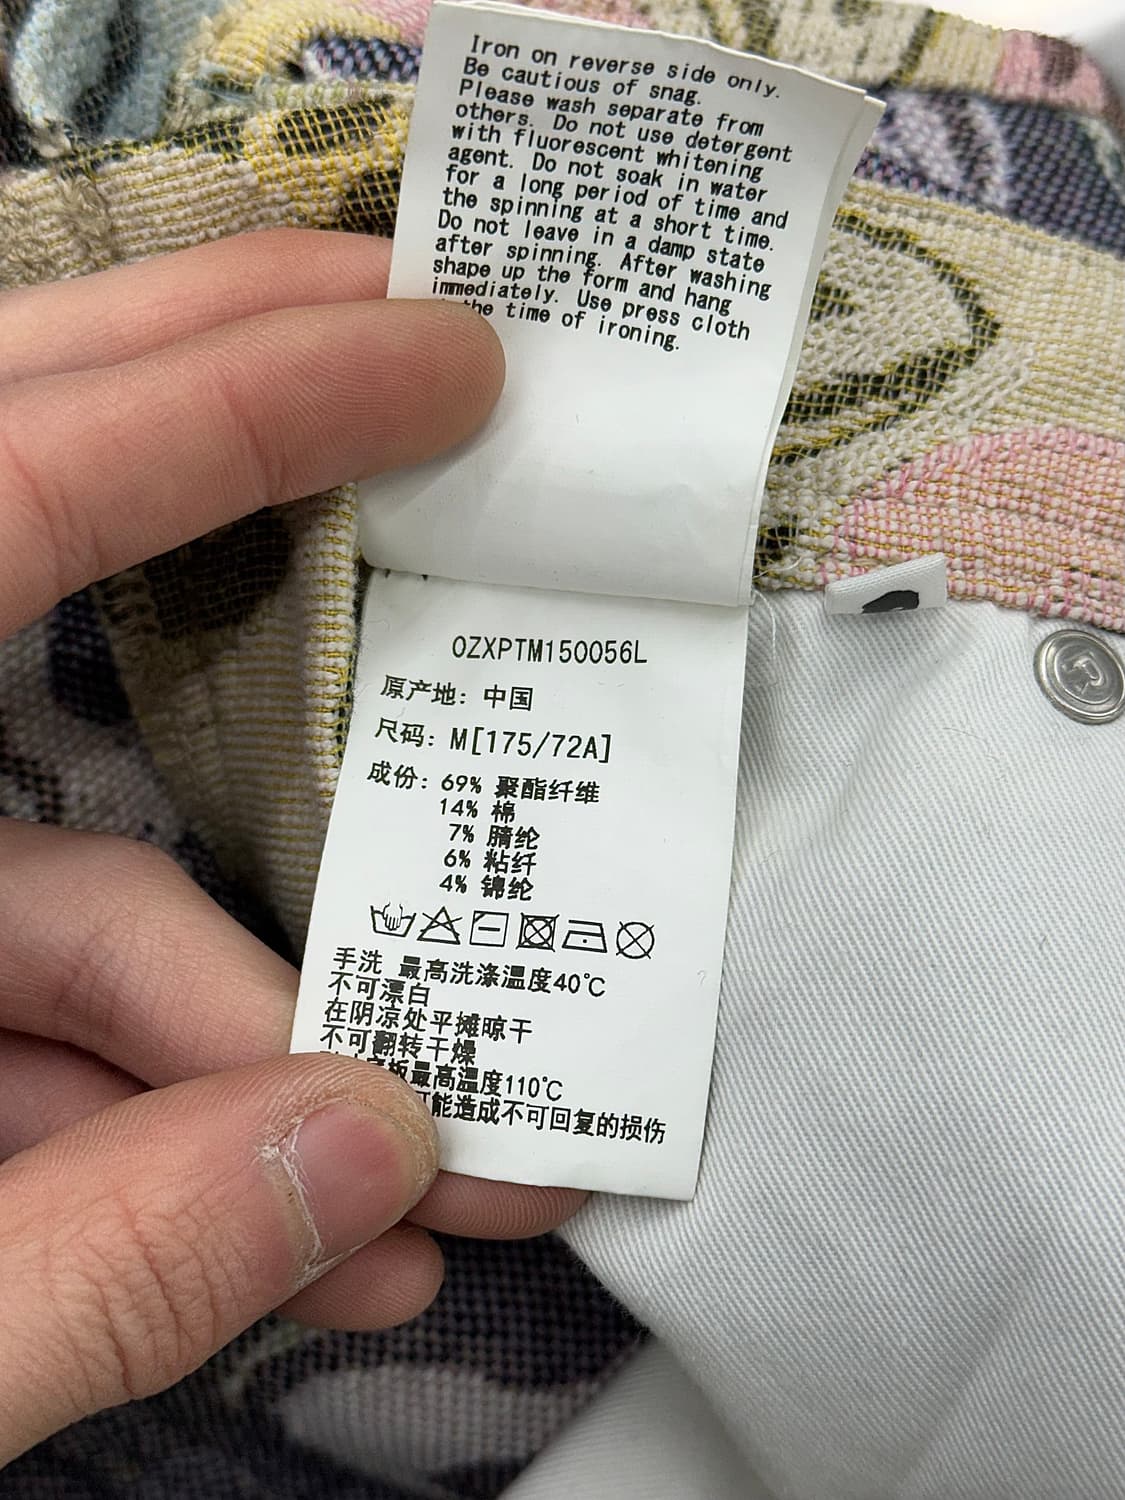 Iron on reverse side only.
Be cautious of snag.
Please wash separate from
others. Do not use detergent
with fluorescent whitening
agent. Do not soak in water
for a long period of time and
the spinning at a short time.
Do not leave in a damp state
after spinning. After washing
shape up the form and hang
immediately. Use press cloth
the time of ironing.
OZXPTM150056L
原产地: 中国
尺码: M[175/72A]
成份: 69% 聚酯纤维
14% 棉
7% 腈纶
6% 粘纤
4% 锦纶
手洗 最高洗涤温度40℃
不可漂白
在阴凉处平摊晾干
不可翻转干燥
底板最高温度110℃
可能造成不可回复的损伤
R